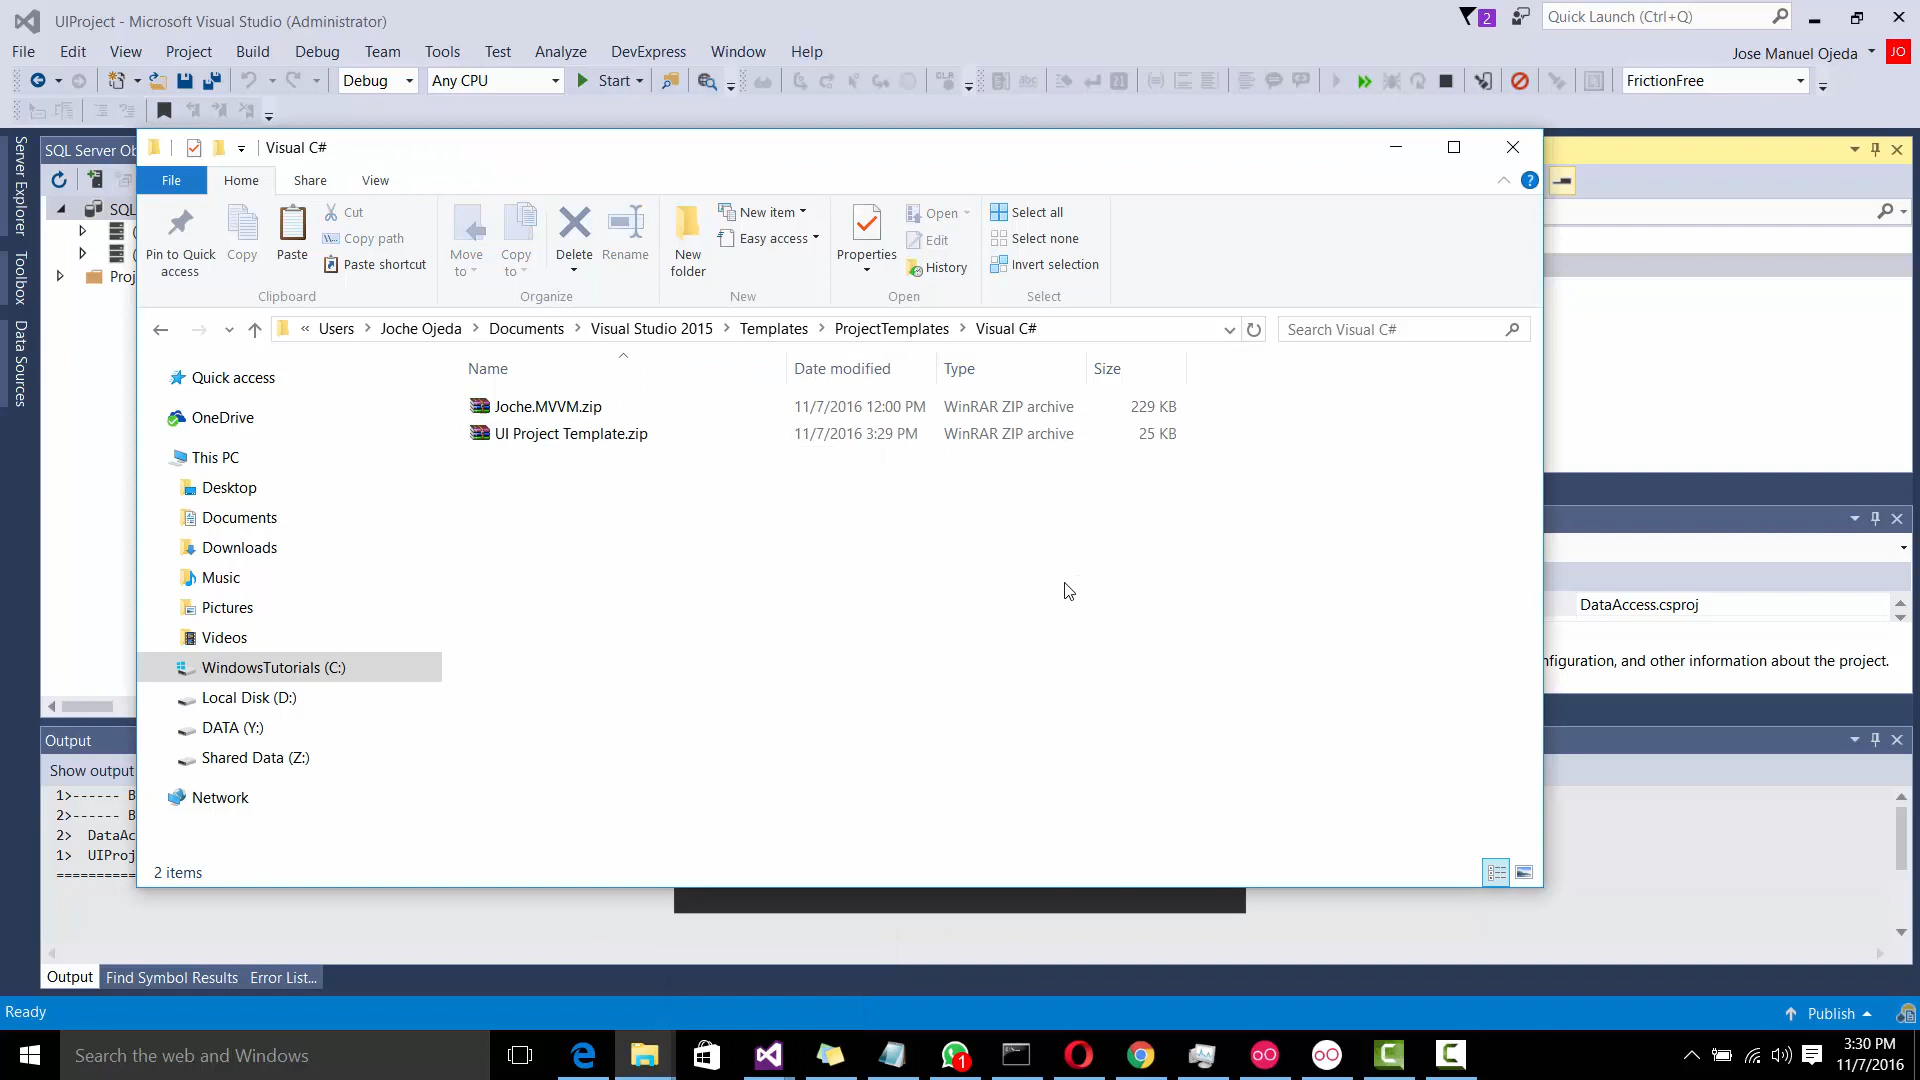 UIProject - Microsoft Visual Studio (Administrator)
2
Quick Launch (Ctrl+Q)
File Edit View Project Build Debug Team Tools Test Analyze DevExpress Window Help
Jose Manuel Ojeda
JO
Debug
Any CPU
Start
FrictionFree
Server Explorer
Toolbox
Data Sources
SQL Server Ob
SQL
Proj
Visual C#
File Home Share View
Pin to Quick access
Copy
Paste
Cut
Copy path
Paste shortcut
Clipboard
Move to
Copy to
Delete
Rename
Organize
New folder
New item
Easy access
New
Properties
Open
Edit
History
Open
Select all
Select none
Invert selection
Select
« Users > Joche Ojeda > Documents > Visual Studio 2015 > Templates > ProjectTemplates > Visual C#
Search Visual C#
Name Date modified Type Size
Joche.MVVM.zip 11/7/2016 12:00 PM WinRAR ZIP archive 229 KB
UI Project Template.zip 11/7/2016 3:29 PM WinRAR ZIP archive 25 KB
Quick access
OneDrive
This PC
Desktop
Documents
Downloads
Music
Pictures
Videos
WindowsTutorials (C:)
Local Disk (D:)
DATA (Y:)
Shared Data (Z:)
Network
2 items
DataAccess.csproj
nfiguration, and other information about the project.
Output
Show output
1>------ B
2>------ B
2> DataAc
1> UIProj
==========
Output Find Symbol Results Error List...
Ready
Publish
Search the web and Windows
1
3:30 PM
11/7/2016